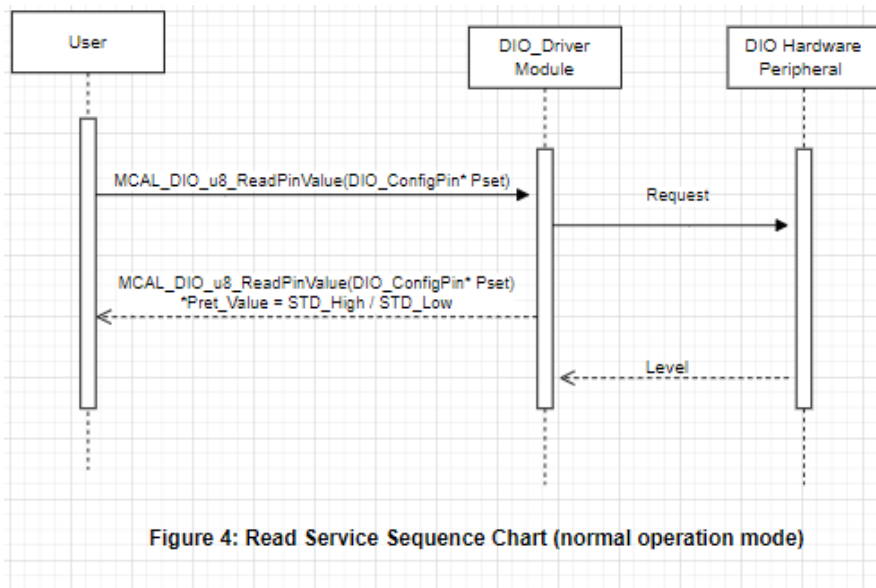 User
DIO_Driver
Module
DIO Hardware
Peripheral
MCAL_DIO_u8_ReadPinValue(DIO_ConfigPin* Pset)
Request
MCAL_DIO_u8_ReadPinValue(DIO_ConfigPin* Pset)
*Pret_Value = STD_High / STD_Low
Level
Figure 4: Read Service Sequence Chart (normal operation mode)